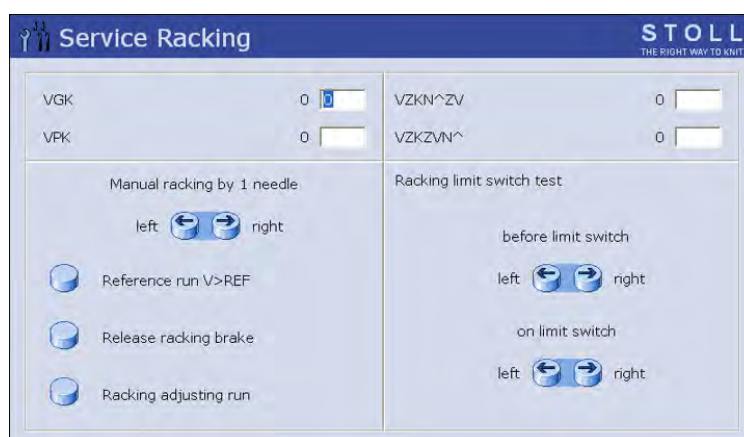 Service Racking
STOLL
THE RIGHT WAY TO KNIT
VGK 0 0
VPK 0
VZKN^ZV 0
VZKZVN^ 0
Manual racking by 1 needle
left right
Reference run V>REF
Release racking brake
Racking adjusting run
Racking limit switch test
before limit switch
left right
on limit switch
left right